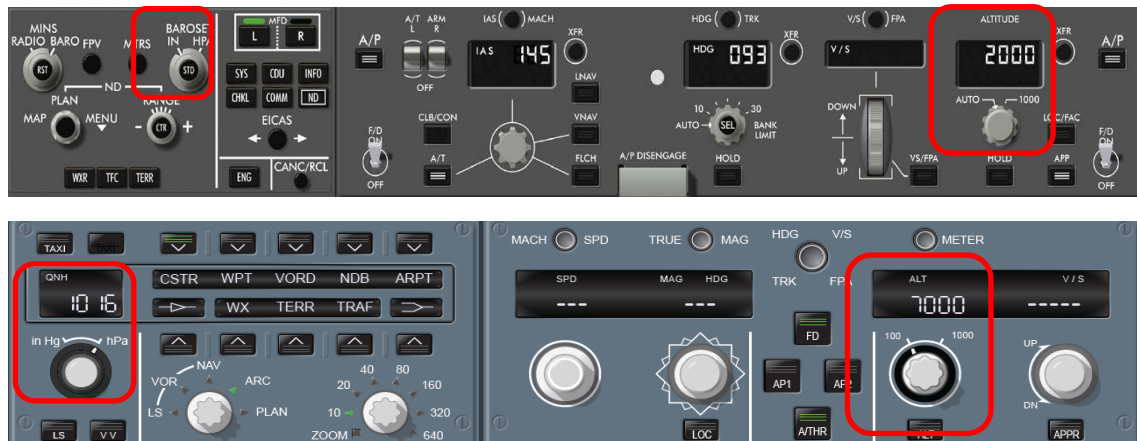 MINS
RADIO BARO FPV MTRS BAROSET
IN HPA
RST
STD
ND
PLAN
RANGE
MAP MENU
- CTR +
WXR TFC TERR
MFD
L R
SYS CDU INFO
CHKL COMM ND
EICAS
ENG CANC/RCL
A/P
A/T ARM
L R
OFF
IAS MACH
IAS 145
XFR
CLB/CON
A/T
F/D
ON
OFF
LNAV
VNAV
FLCH
HDG TRK
HDG 093
XFR
10 30
AUTO SEL BANK
LIMIT
A/P DISENGAGE
HOLD
V/S FPA
V/S
DOWN
UP
VS/FPA
ALTITUDE
2000
XFR
AUTO 1000
HOLD
A/P
LOC/FAC
APP
F/D
ON
OFF
TAXI
QNH
1016
in Hg hPa
CSTR WPT VORD NDB ARPT
WX TERR TRAF
LS VV
NAV
VOR ARC
LS PLAN
40 80
20 160
10 320
ZOOM 640
MACH SPD
TRUE MAG
HDG V/S
TRK FPA
METER
SPD MAG HDG
--- ---
FD
AP1 AP2
A/THR
LOC
ALT V/S
7000 -----
100 1000
ALT
UP
DN
APPR